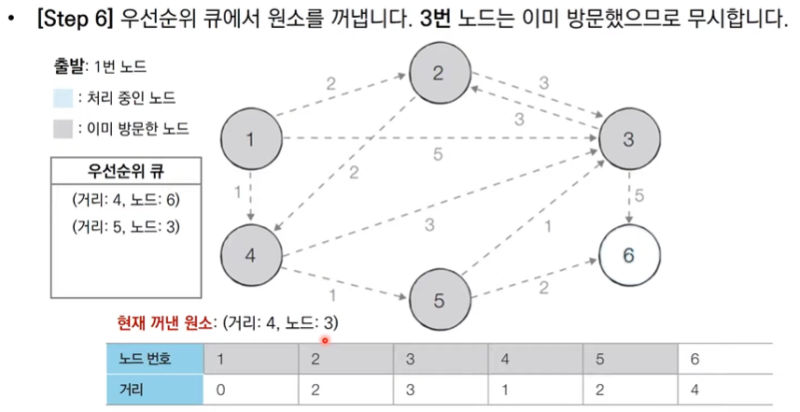 • [Step 6] 우선순위 큐에서 원소를 꺼냅니다. 3번 노드는 이미 방문했으므로 무시합니다.
출발: 1번 노드
: 처리 중인 노드
: 이미 방문한 노드
우선순위 큐
(거리: 4, 노드: 6)
(거리: 5, 노드: 3)
2
2
3
3
1
5
3
1
2
5
4
3
1
6
1
5
2
현재 꺼낸 원소: (거리: 4, 노드: 3)
노드 번호 1 2 3 4 5 6
거리 0 2 3 1 2 4